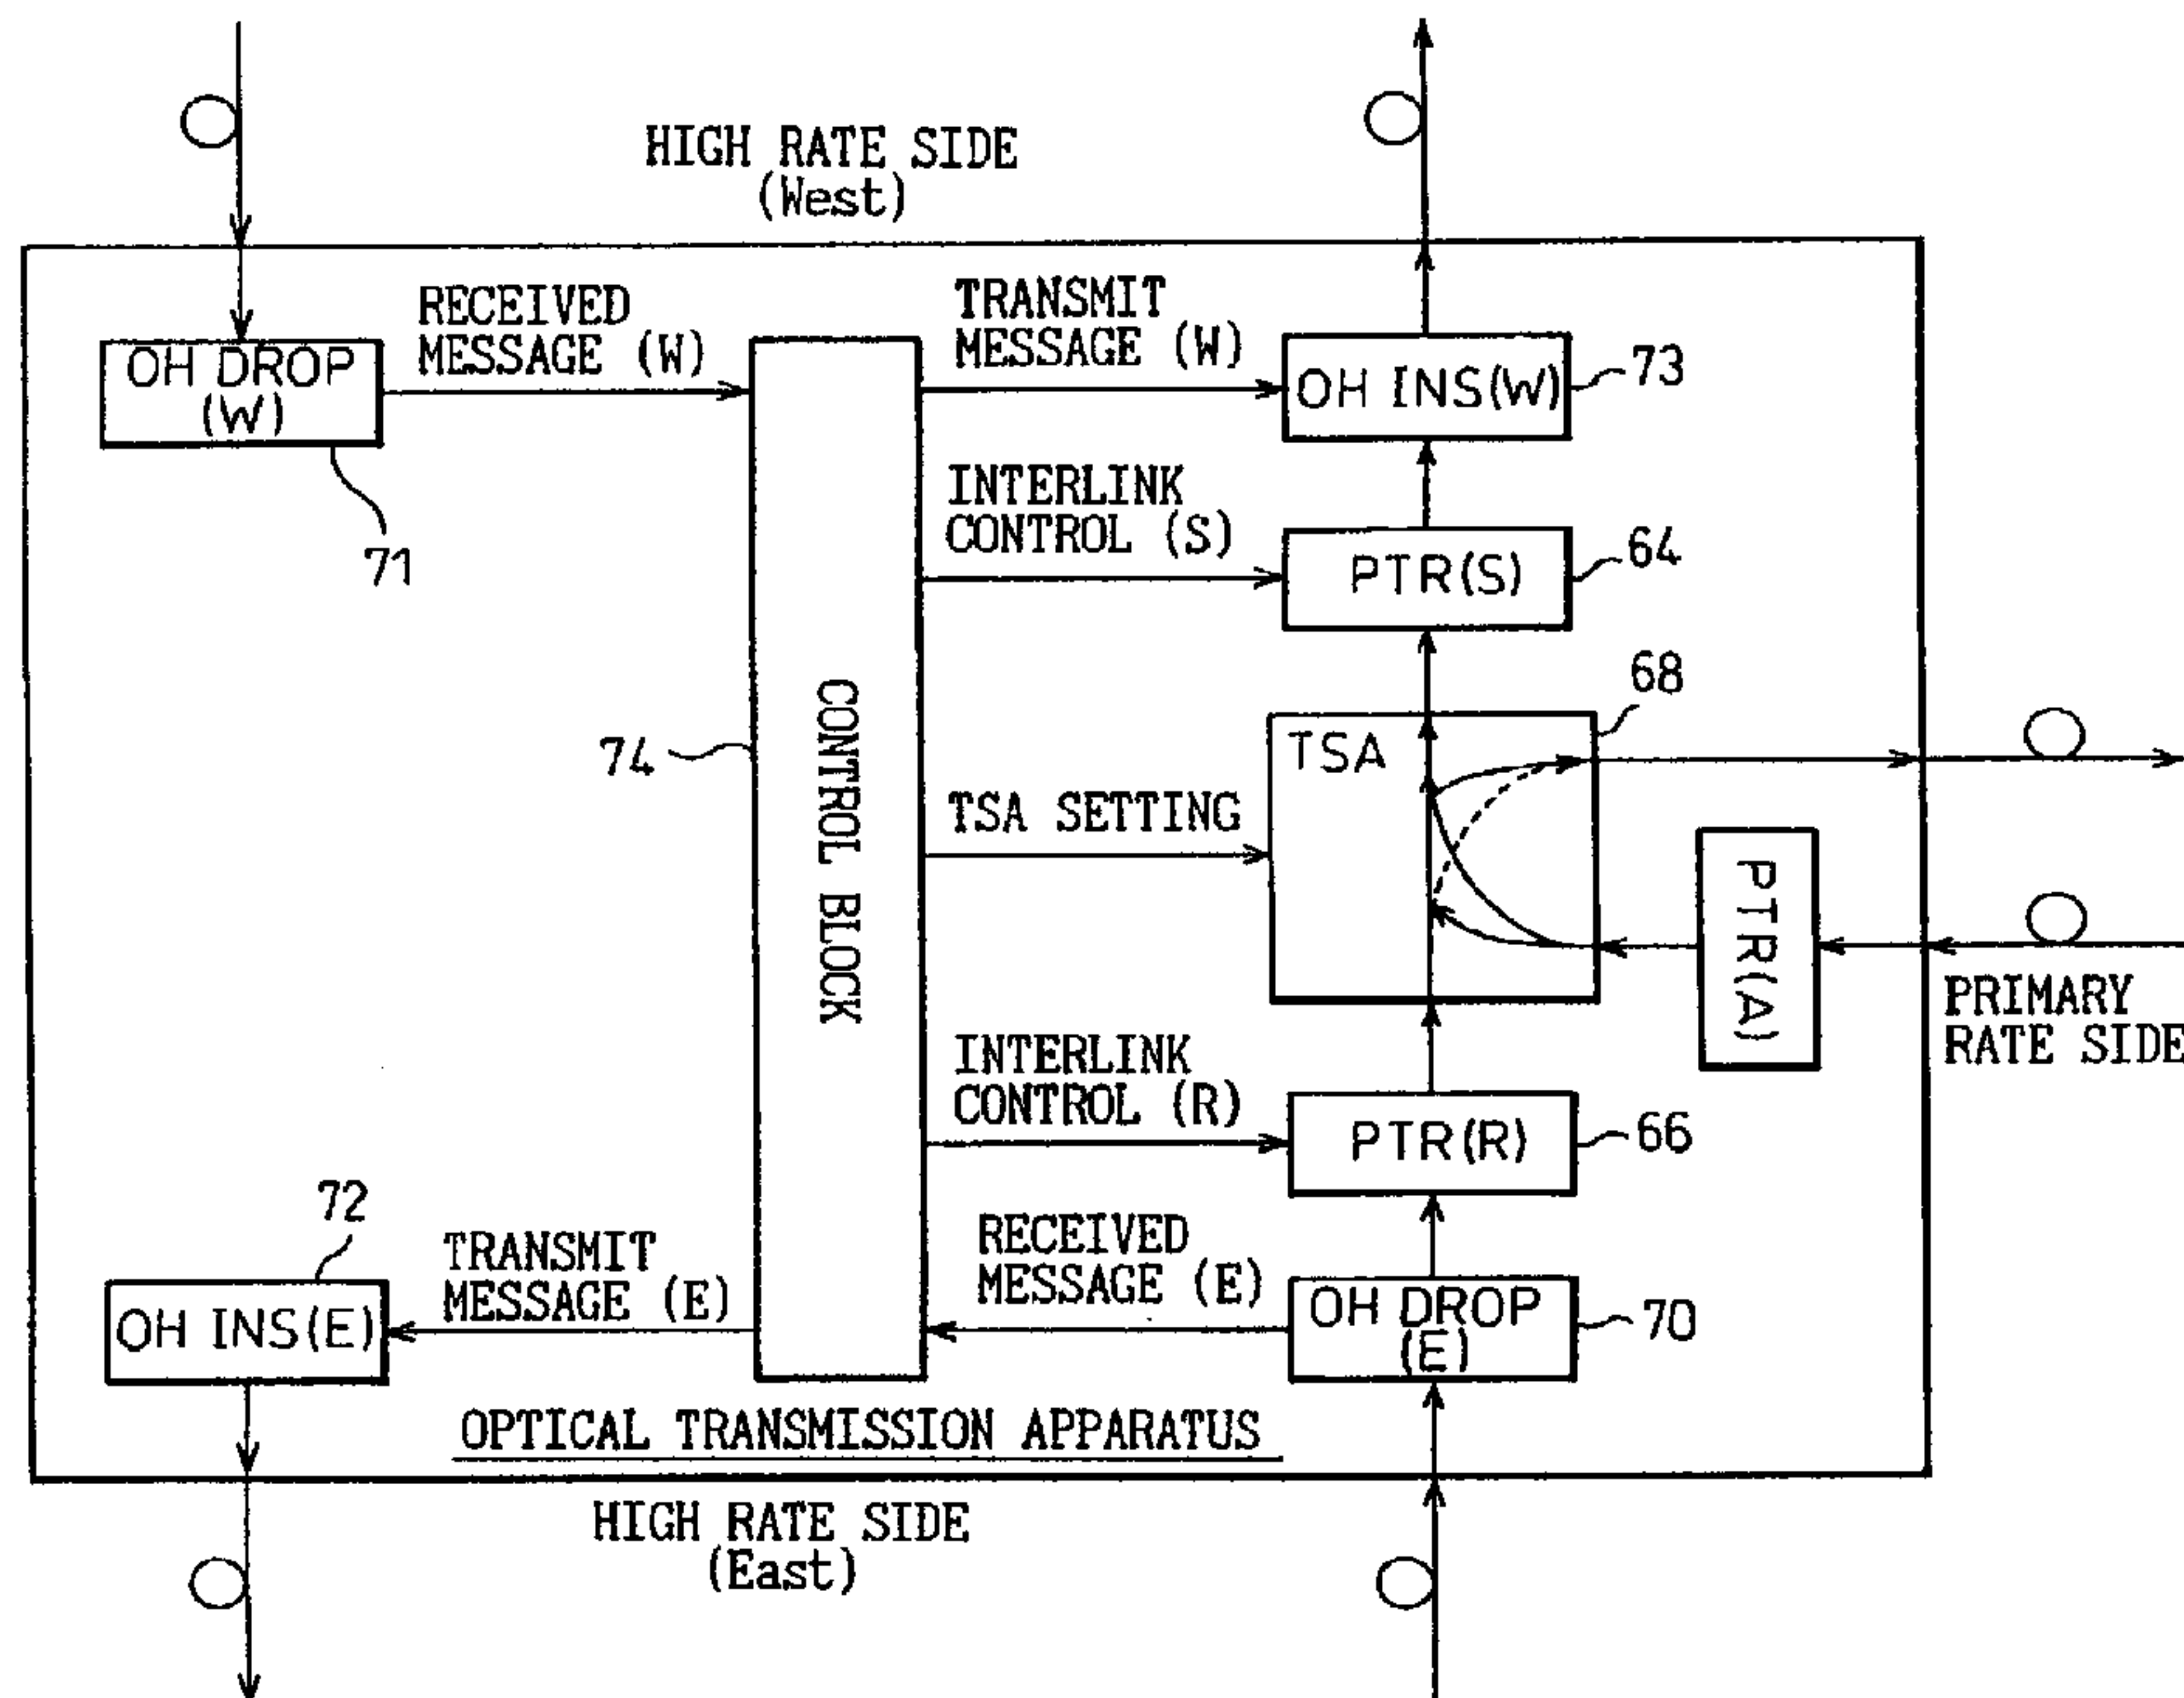 HIGH RATE SIDE
(West)
RECEIVED
MESSAGE (W)
TRANSMIT
MESSAGE (W)
OH DROP
(W)
OH INS(W)
73
71
INTERLINK
CONTROL (S)
PTR(S)
64
68
74
CONTROL BLOCK
TSA
TSA SETTING
PTR(A)
PRIMARY
RATE SIDE
INTERLINK
CONTROL (R)
PTR(R)
66
72
TRANSMIT
MESSAGE (E)
RECEIVED
MESSAGE (E)
OH INS(E)
OH DROP
(E)
70
OPTICAL TRANSMISSION APPARATUS
HIGH RATE SIDE
(East)